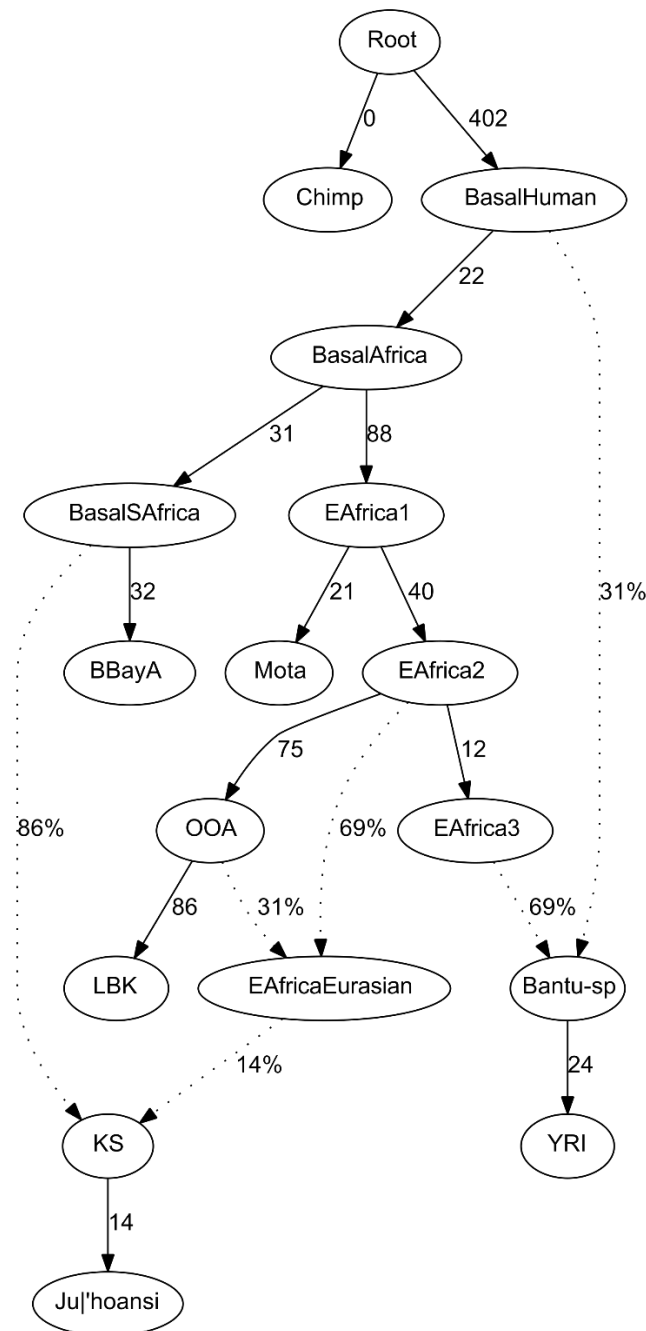 Root
0
402
Chimp
BasalHuman
22
BasalAfrica
31
88
BasalSAfrica
EAfrica1
32
21
40
31%
BBayA
Mota
EAfrica2
75
12
86%
OOA
69%
EAfrica3
86
31%
69%
LBK
EAfricaEurasian
Bantu-sp
14%
24
KS
YRI
14
Ju|'hoansi